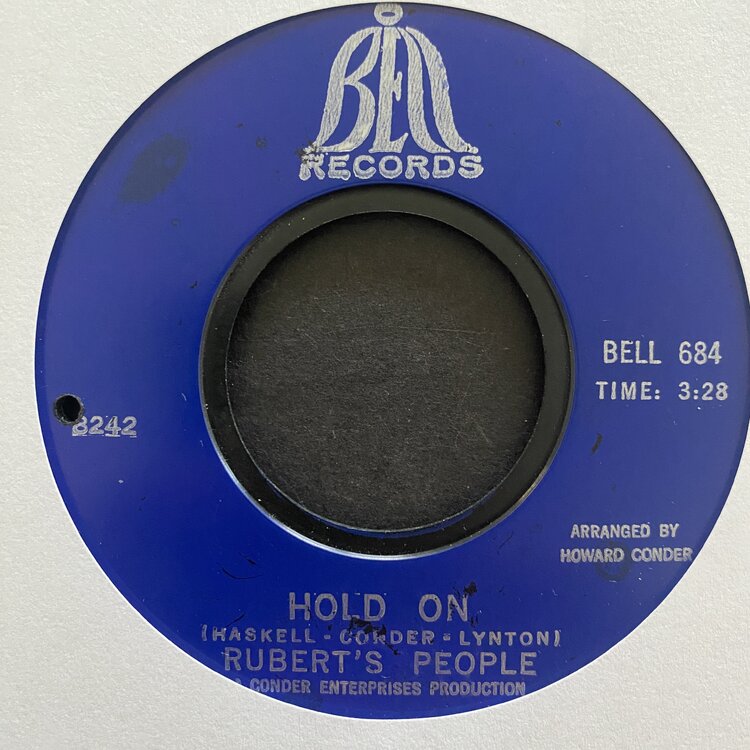 BELL
RECORDS
BELL 684
TIME: 3:28
8242
ARRANGED BY
HOWARD CONDER
HOLD ON
(HASKELL - CONDER - LYNTON)
RUBERT'S PEOPLE
CONDER ENTERPRISES PRODUCTION